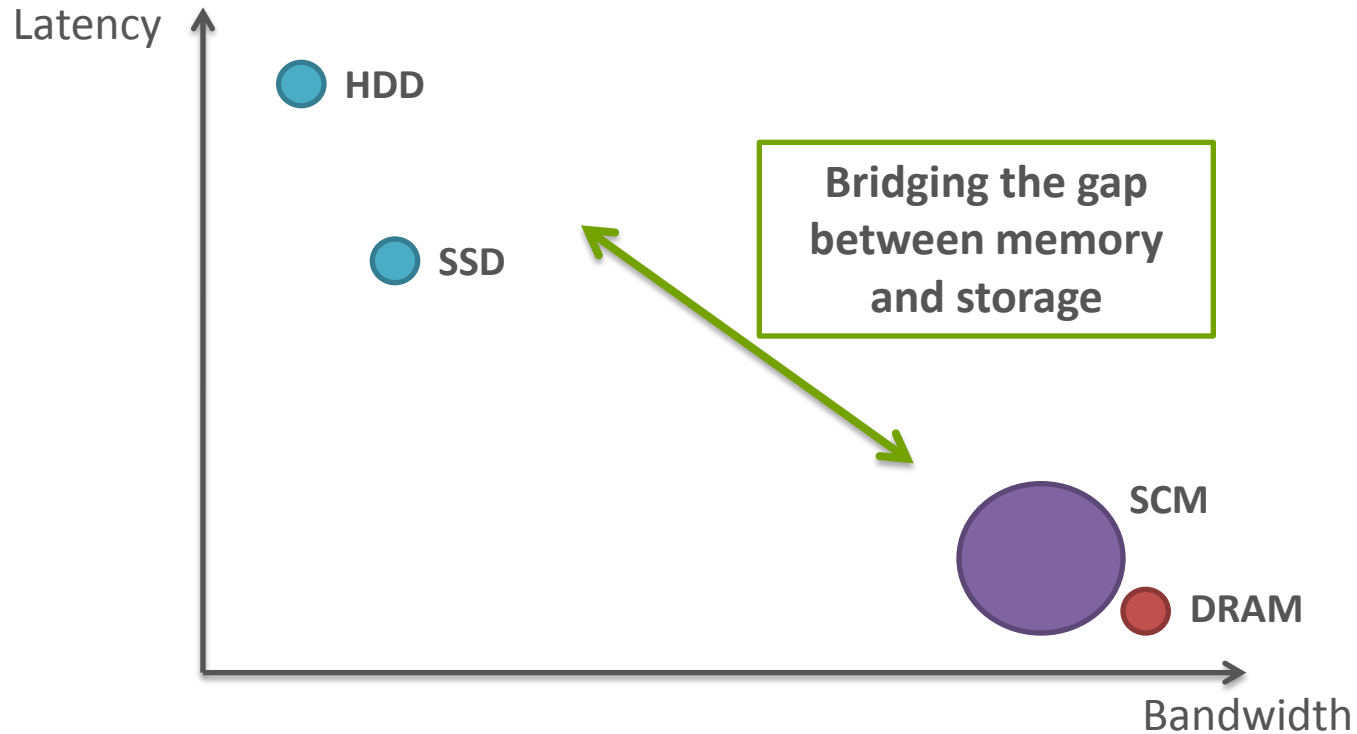 Latency
HDD
SSD
Bridging the gap
between memory
and storage
SCM
DRAM
Bandwidth